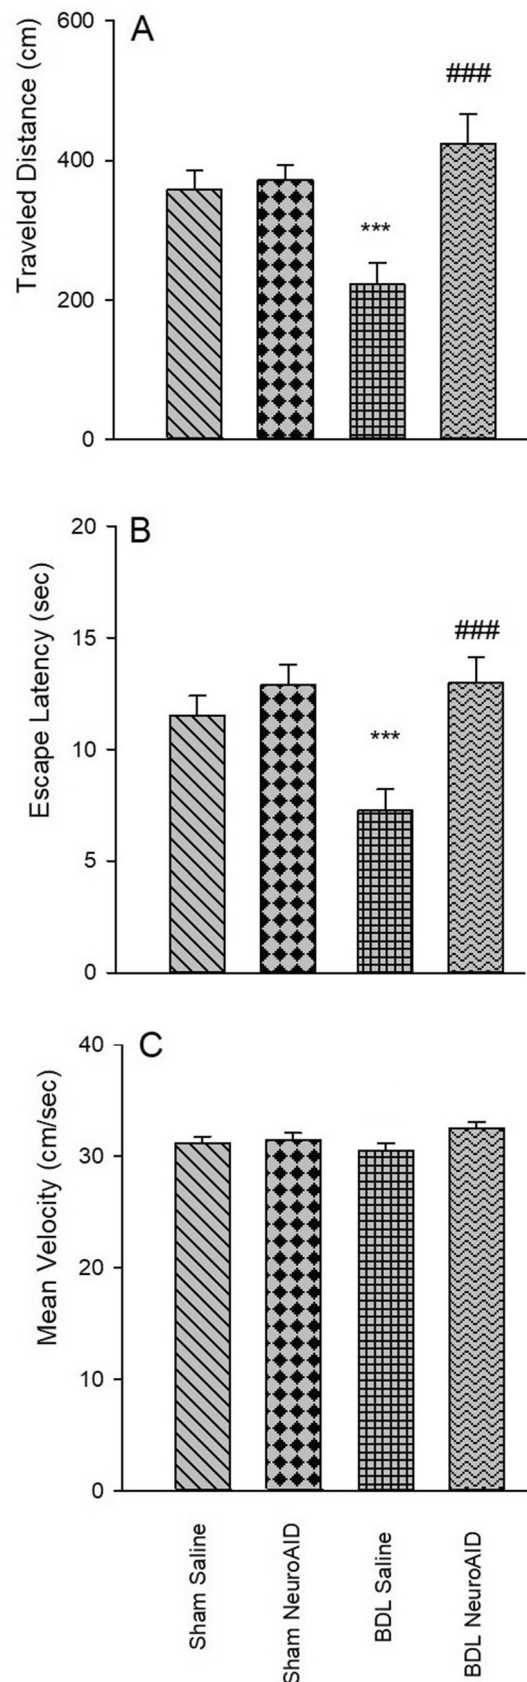 A
Traveled Distance (cm)
600
400
200
0
***
###
B
Escape Latency (sec)
20
15
10
5
0
***
###
C
Mean Velocity (cm/sec)
40
30
20
10
0
Sham Saline
Sham NeuroAID
BDL Saline
BDL NeuroAID